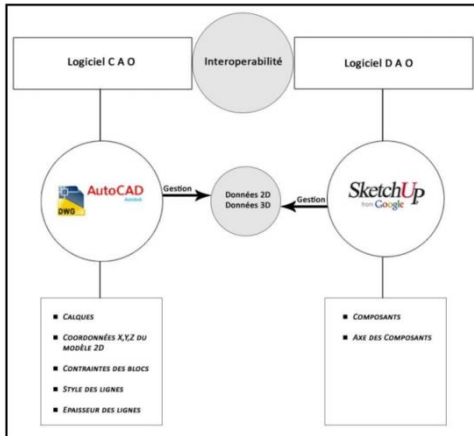 Logiciel C A O
Interoperabilité
Logiciel D A O
AutoCAD
Autodesk
DWG
Gestion
Données 2D
Données 3D
Gestion
SketchUp
from Google
▪ CALQUES
▪ COORDONNÉES X,Y,Z DU
MODÈLE 2D
▪ CONTRAINTES DES BLOCS
▪ STYLE DES LIGNES
▪ EPAISSEUR DES LIGNES
▪ COMPOSANTS
▪ AXE DES COMPOSANTS